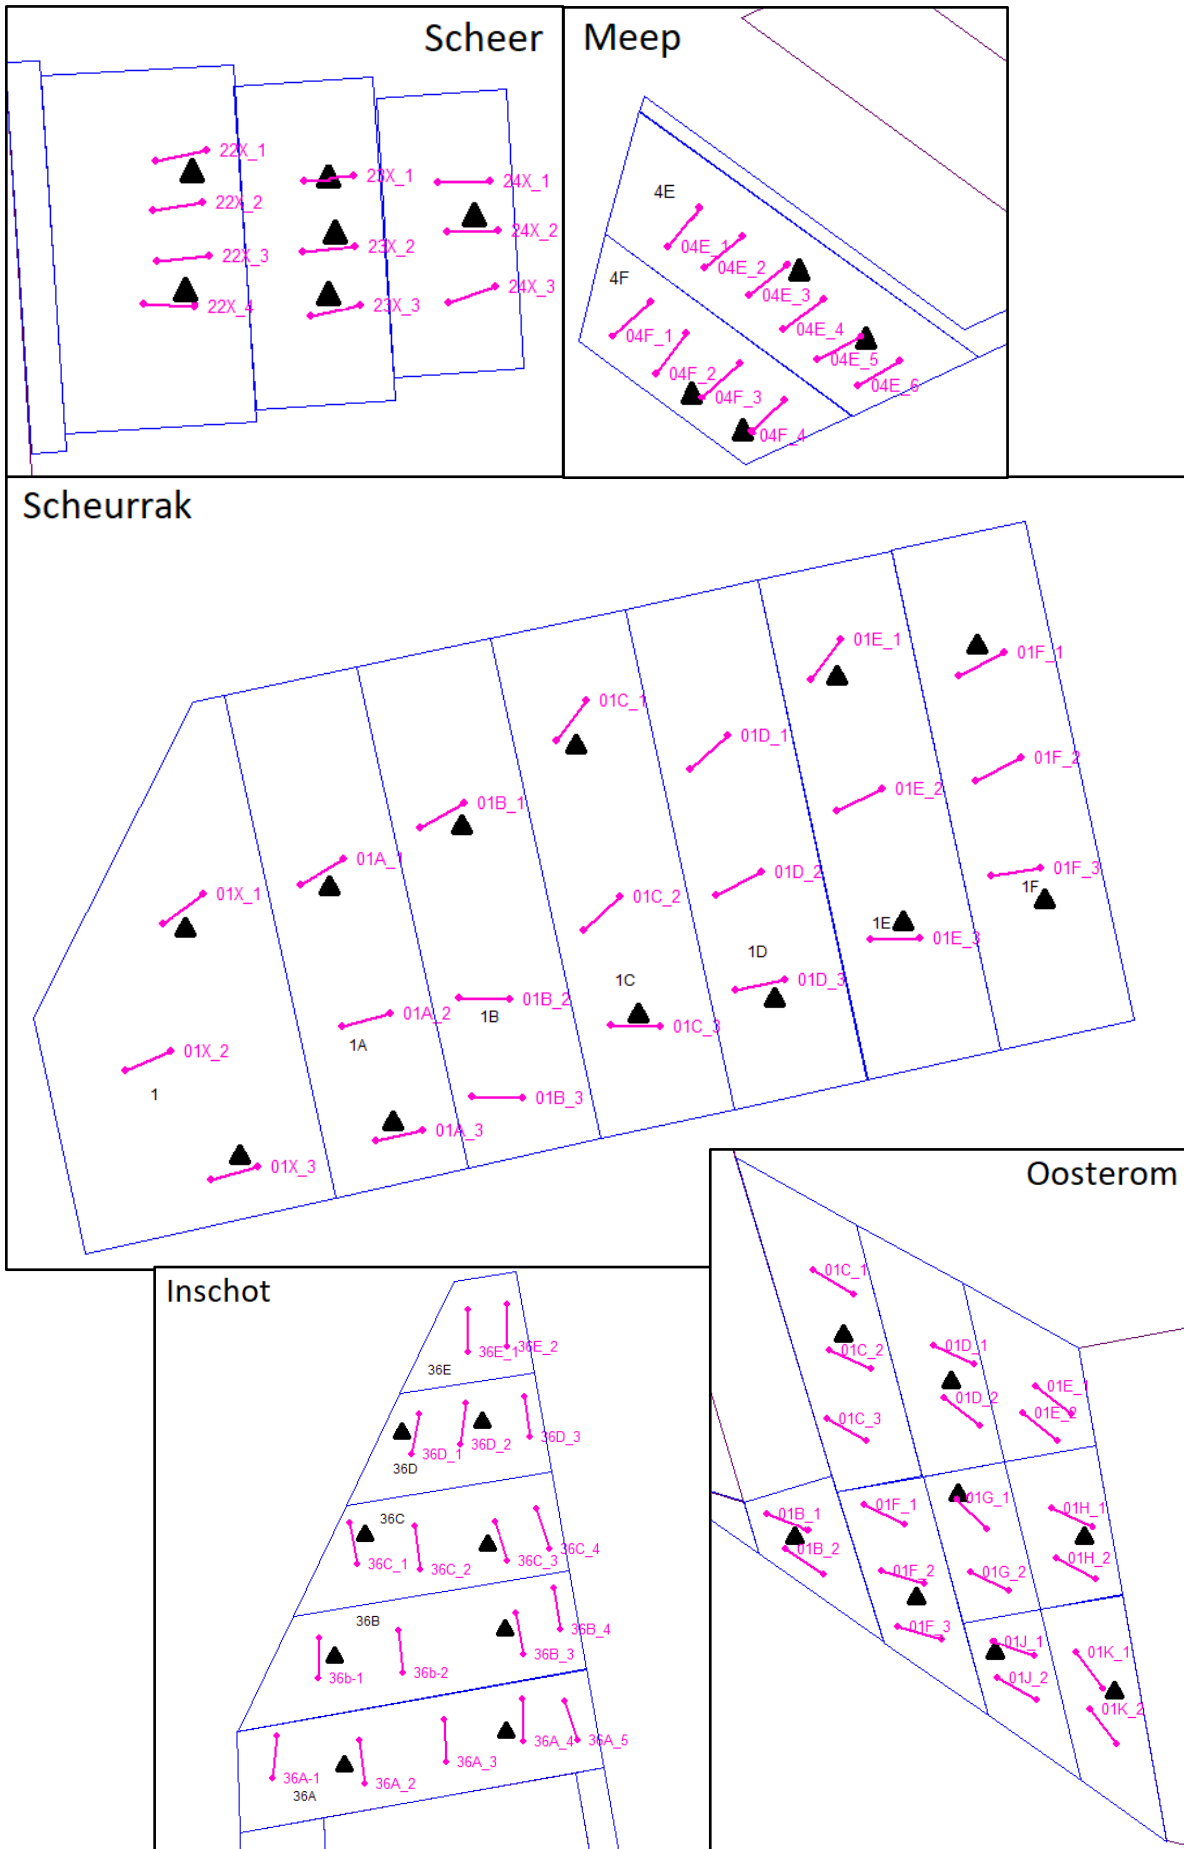 Scheer
22X_1
22X_2
22X_3
22X_4
23X_1
23X_2
23X_3
24X_1
24X_2
24X_3
Meep
4E
04E_1
04E_2
04E_3
04E_4
04E_5
04E_6
4F
04F_1
04F_2
04F_3
04F_4
Scheurrak
01X_1
01X_2
1
01X_3
01A_1
01A_2
1A
01A_3
01B_1
01B_2
1B
01B_3
01C_1
01C_2
1C
01C_3
01D_1
01D_2
1D
01D_3
01E_1
01E_2
1E
01E_3
01F_1
01F_2
01F_3
1F
Inschot
36E_1
36E_2
36E
36D_1
36D_2
36D_3
36D
36C
36C_1
36C_2
36C_3
36C_4
36B
36b-1
36b-2
36B_3
36B_4
36A-1
36A_2
36A_3
36A_4
36A_5
36A
Oosterom
01C_1
01C_2
01C_3
01D_1
01D_2
01E_1
01E_2
01B_1
01B_2
01F_1
01F_2
01F_3
01G_1
01G_2
01H_1
01H_2
01J_1
01J_2
01K_1
01K_2